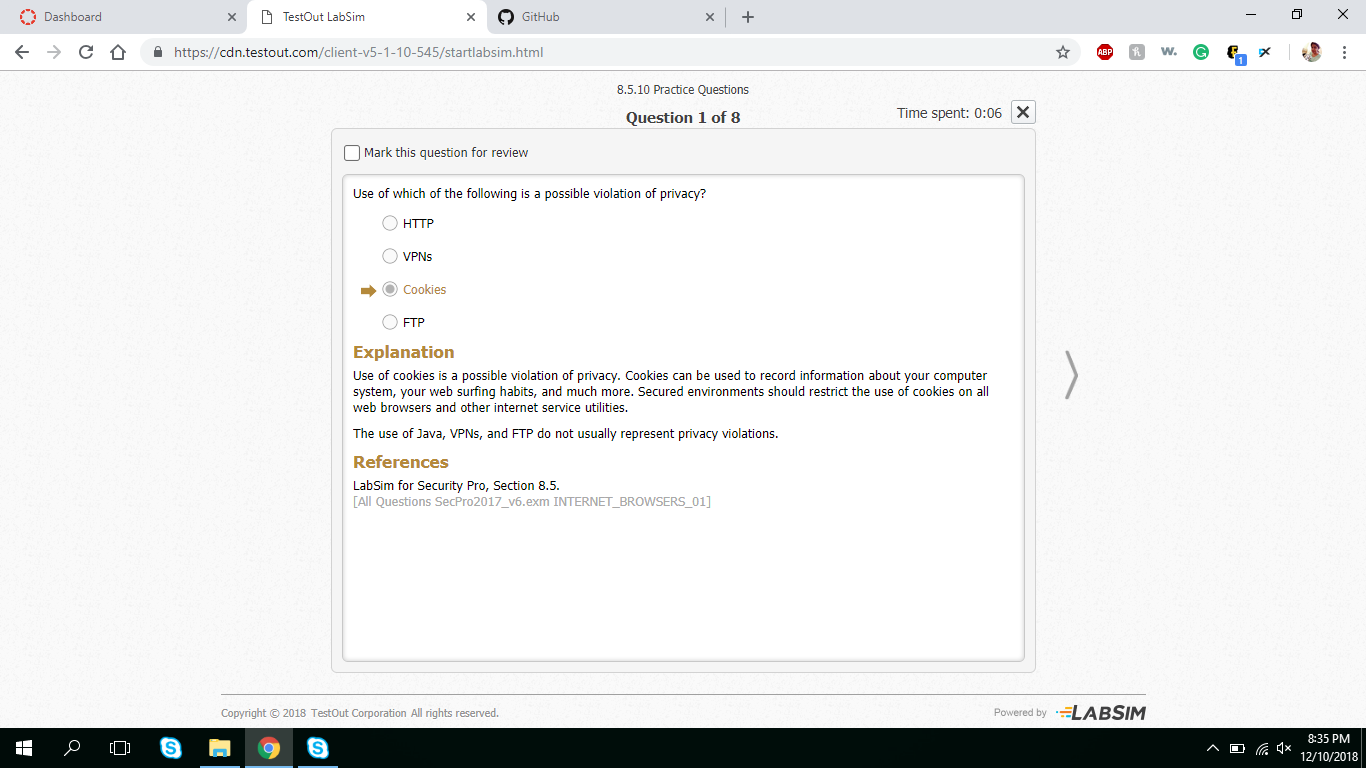 Dashboard
TestOut LabSim
GitHub
https://cdn.testout.com/client-v5-1-10-545/startlabsim.html
ABP
w.
1
8.5.10 Practice Questions
Question 1 of 8
Time spent: 0:06
Mark this question for review
Use of which of the following is a possible violation of privacy?
HTTP
VPNs
Cookies
FTP
Explanation
Use of cookies is a possible violation of privacy. Cookies can be used to record information about your computer
system, your web surfing habits, and much more. Secured environments should restrict the use of cookies on all
web browsers and other internet service utilities.
The use of Java, VPNs, and FTP do not usually represent privacy violations.
References
LabSim for Security Pro, Section 8.5.
[All Questions SecPro2017_v6.exm INTERNET_BROWSERS_01]
Copyright © 2018 TestOut Corporation All rights reserved.
Powered by LABSIM
8:35 PM
12/10/2018